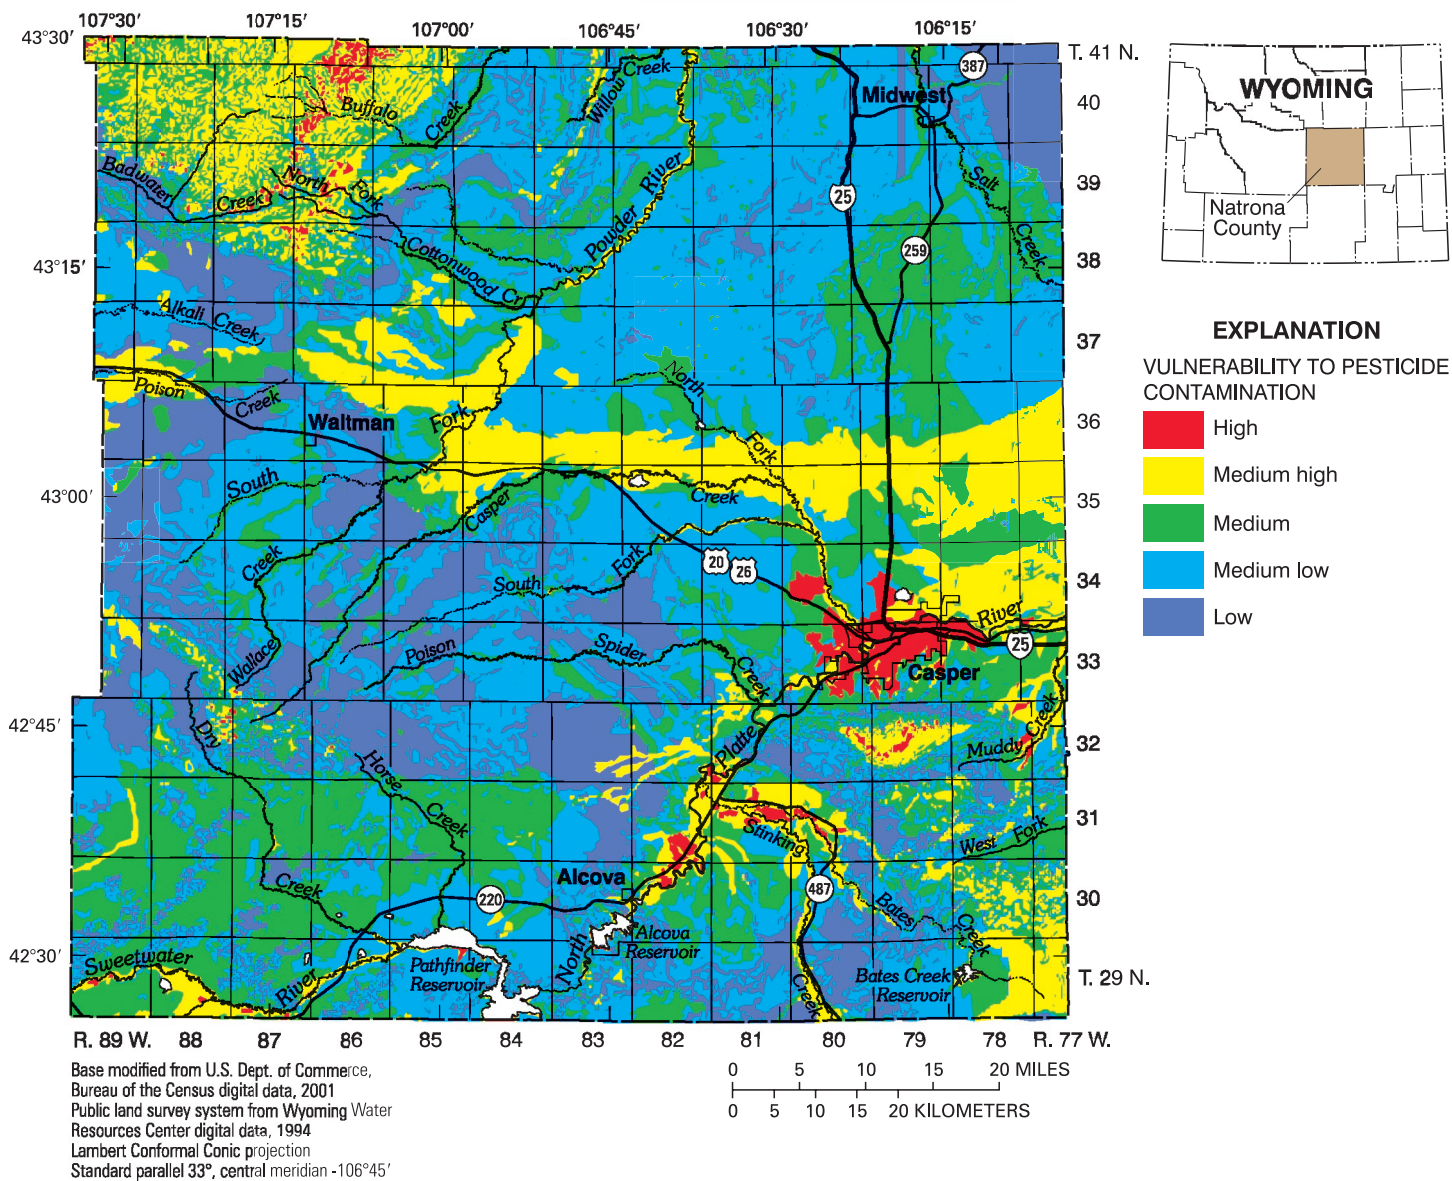 107°30′ 107°15′ 107°00′ 106°45′ 106°30′ 106°15′
43°30′
T. 41 N.
387
Creek
Willow
Midwest
40
Buffalo
Creek
Badwater
North
Fork
Creek
River
Salt
39
25
Powder
259
Creek
Cottonwood Cr
38
43°15′
Alkali Creek
37
North
Poison
Creek
Waltman
Fork
36
Fork
South
43°00′
Creek
35
Casper
Creek
Fork
20
26
34
South
River
Wallace
Poison
Spider
Creek
25
33
Casper
42°45′
Dry
Platte
Creek
Muddy
32
Horse
Creek
31
Stinking
West Fork
Creek
Alcova
487
30
220
Bates
Creek
Alcova
Reservoir
42°30′
Sweetwater
Pathfinder
Reservoir
North
River
Bates Creek
Reservoir
T. 29 N.
Creek
R. 89 W. 88 87 86 85 84 83 82 81 80 79 78 R. 77 W.
WYOMING
Natrona
County
EXPLANATION
VULNERABILITY TO PESTICIDE
CONTAMINATION
High
Medium high
Medium
Medium low
Low
Base modified from U.S. Dept. of Commerce,
Bureau of the Census digital data, 2001
Public land survey system from Wyoming Water
Resources Center digital data, 1994
Lambert Conformal Conic projection
Standard parallel 33°, central meridian -106°45′
0 5 10 15 20 MILES
0 5 10 15 20 KILOMETERS